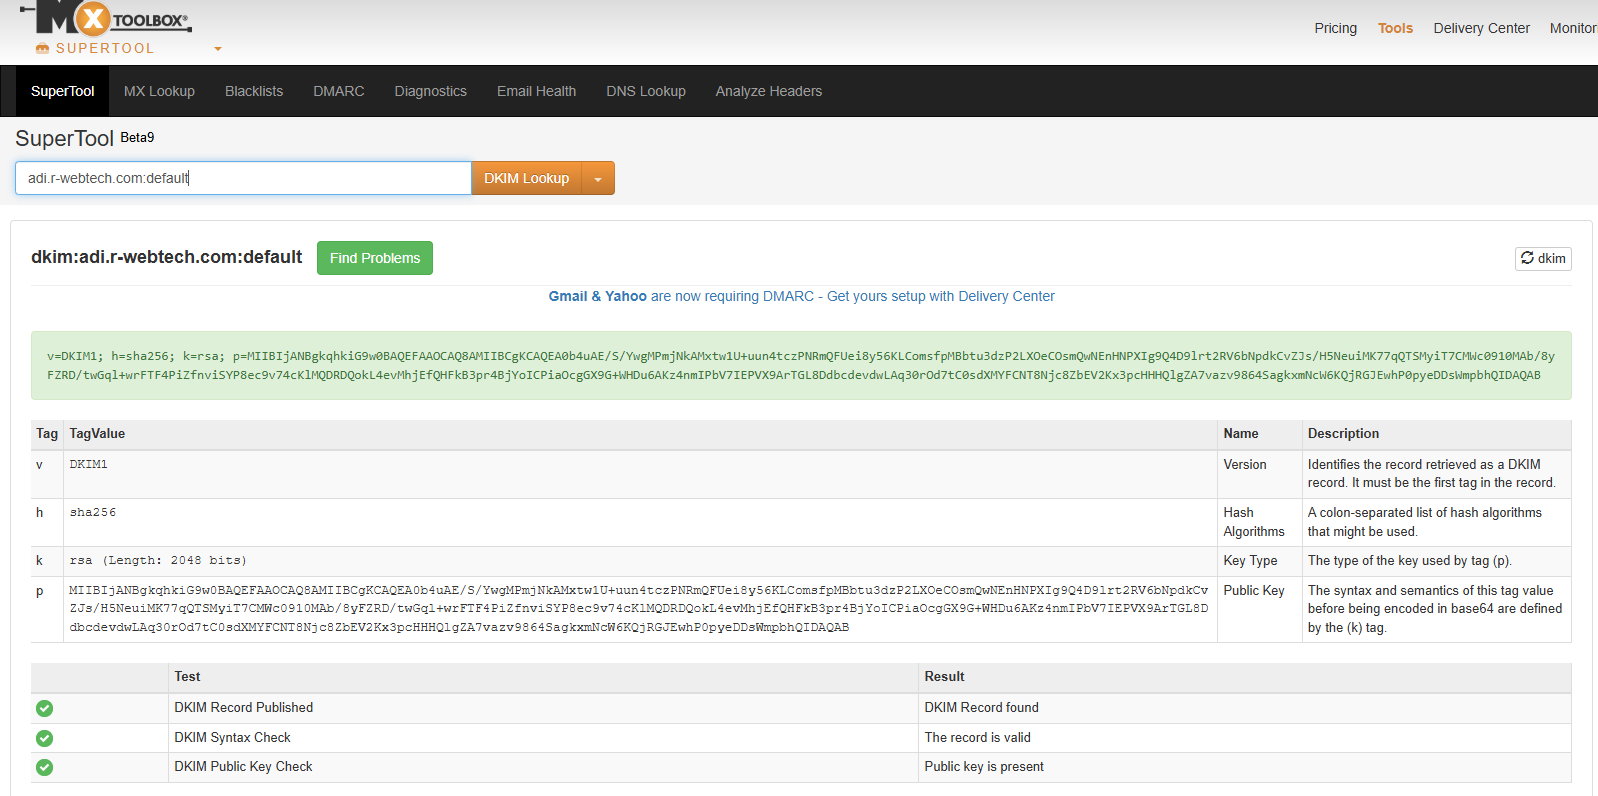 MX TOOLBOX®
SUPERTOOL
Pricing Tools Delivery Center Monitor
SuperTool MX Lookup Blacklists DMARC Diagnostics Email Health DNS Lookup Analyze Headers
SuperTool Beta9
adi.r-webtech.com:default DKIM Lookup
dkim:adi.r-webtech.com:default Find Problems dkim
Gmail & Yahoo are now requiring DMARC - Get yours setup with Delivery Center
v=DKIM1; h=sha256; k=rsa; p=MIIBIjANBgkqhkiG9w0BAQEFAAOCAQ8AMIIBCgKCAQEA0b4uAE/S/YwgMPmjNkAMxtw1U+uun4tczPNRmQFUei8y56KLComsfpMBbtu3dzP2LXOeCOsmQwNEnHNPXIg9Q4D9lrt2RV6bNpdkCvZJs/H5NeuiMK77qQTSMyiT7CMWc0910MAb/8y
FZRD/twGql+wrFTF4PiZfnviSYP8ec9v74cKlMQDRDQokL4evMhjEfQHFkB3pr4BjYoICPiaOcgGX9G+WHDu6AKz4nmIPbV7IEPVX9ArTGL8DdbcdevdwLAq30rOd7tC0sdXMYFCNT8Njc8ZbEV2Kx3pcHHHQlgZA7vazv9864SagkxmNcW6KQjRGJEwhP0pyeDDsWmpbhQIDAQAB
Tag TagValue Name Description
v DKIM1 Version Identifies the record retrieved as a DKIM
record. It must be the first tag in the record.
h sha256 Hash A colon-separated list of hash algorithms
Algorithms that might be used.
k rsa (Length: 2048 bits) Key Type The type of the key used by tag (p).
p MIIBIjANBgkqhkiG9w0BAQEFAAOCAQ8AMIIBCgKCAQEA0b4uAE/S/YwgMPmjNkAMxtw1U+uun4tczPNRmQFUei8y56KLComsfpMBbtu3dzP2LXOeCOsmQwNEnHNPXIg9Q4D9lrt2RV6bNpdkCv Public Key The syntax and semantics of this tag value
ZJs/H5NeuiMK77qQTSMyiT7CMWc0910MAb/8yFZRD/twGql+wrFTF4PiZfnviSYP8ec9v74cKlMQDRDQokL4evMhjEfQHFkB3pr4BjYoICPiaOcgGX9G+WHDu6AKz4nmIPbV7IEPVX9ArTGL8D before being encoded in base64 are defined
dbcdevdwLAq30rOd7tC0sdXMYFCNT8Njc8ZbEV2Kx3pcHHHQlgZA7vazv9864SagkxmNcW6KQjRGJEwhP0pyeDDsWmpbhQIDAQAB by the (k) tag.
Test Result
DKIM Record Published DKIM Record found
DKIM Syntax Check The record is valid
DKIM Public Key Check Public key is present